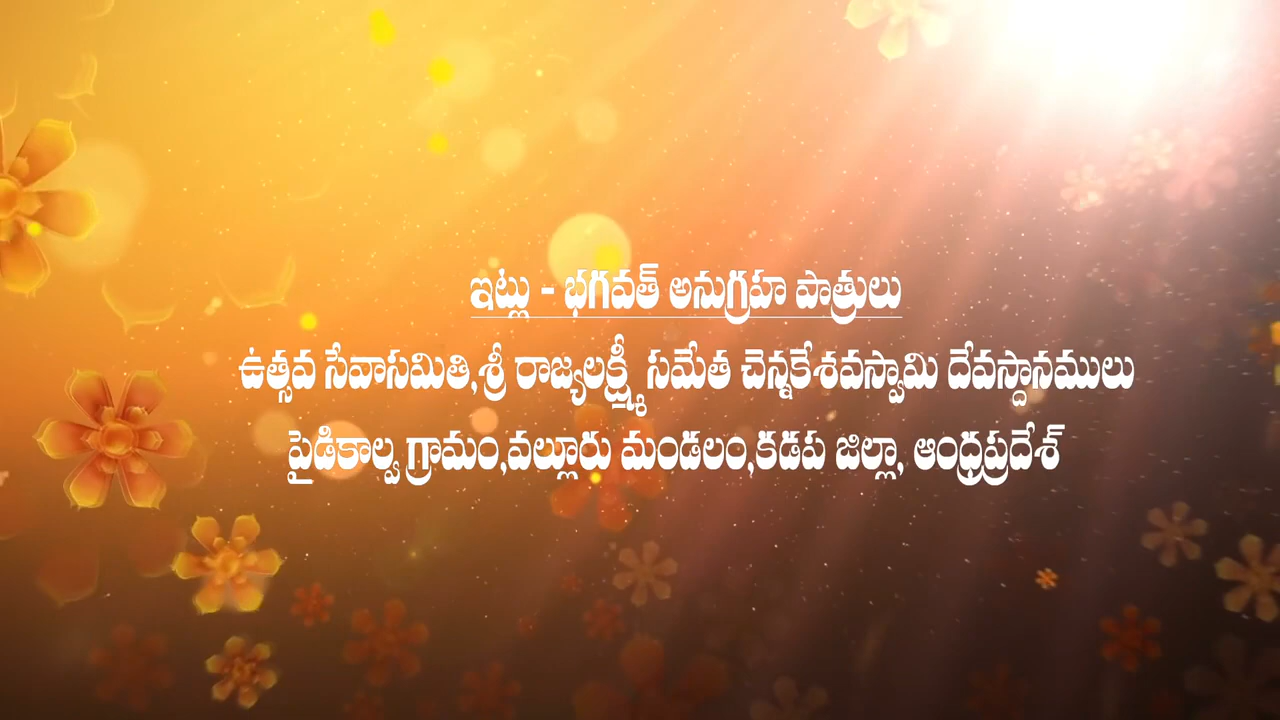 ఇట్లు - భగవత్ అనుగ్రహ పాత్రులు
ఉత్సవ సేవాసమితి,శ్రీ రాజ్యలక్ష్మీ సమేత చెన్నకేశవస్వామి దేవస్దానములు
పైడికాల్వ గ్రామం,వల్లూరు మండలం,కడప జిల్లా, ఆంధ్రప్రదేశ్